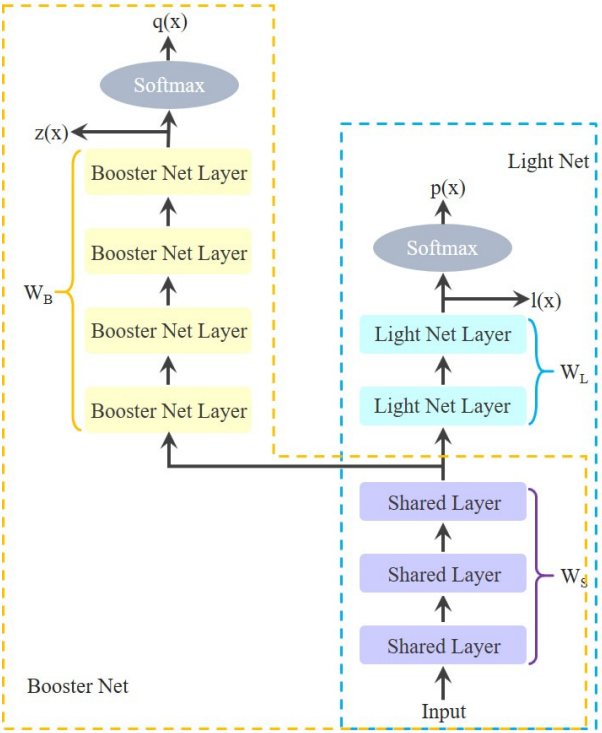 q(x)
Softmax
z(x)
Booster Net Layer
Booster Net Layer
Booster Net Layer
Booster Net Layer
W_B
Booster Net
Light Net
p(x)
Softmax
l(x)
Light Net Layer
Light Net Layer
W_L
Shared Layer
Shared Layer
Shared Layer
W_S
Input